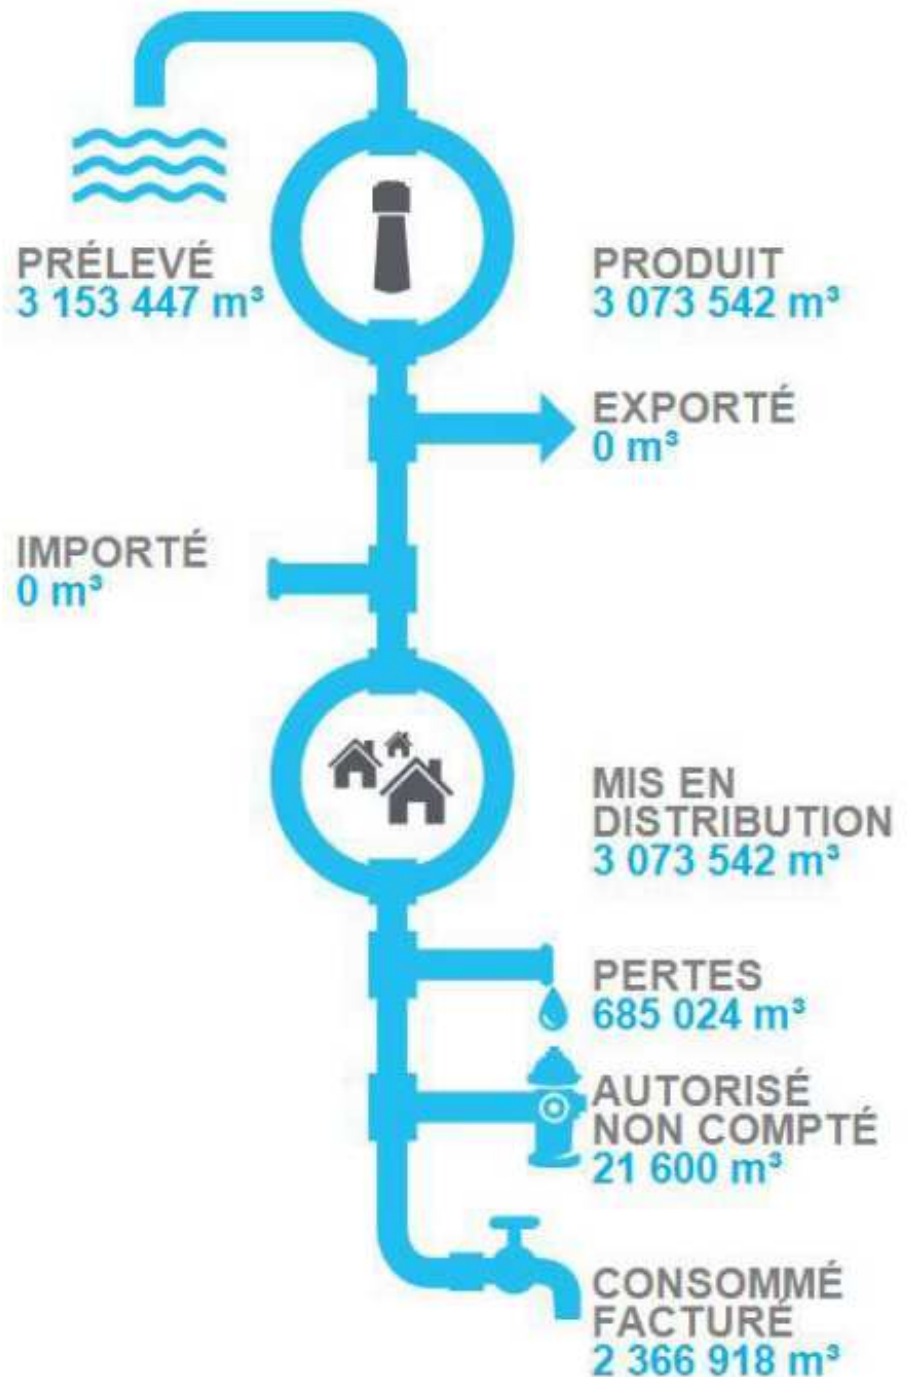 PRÉLEVÉ
3 153 447 m³
PRODUIT
3 073 542 m³
EXPORTÉ
0 m³
IMPORTÉ
0 m³
MIS EN
DISTRIBUTION
3 073 542 m³
PERTES
685 024 m³
AUTORISÉ
NON COMPTÉ
21 600 m³
CONSOMMÉ
FACTURÉ
2 366 918 m³